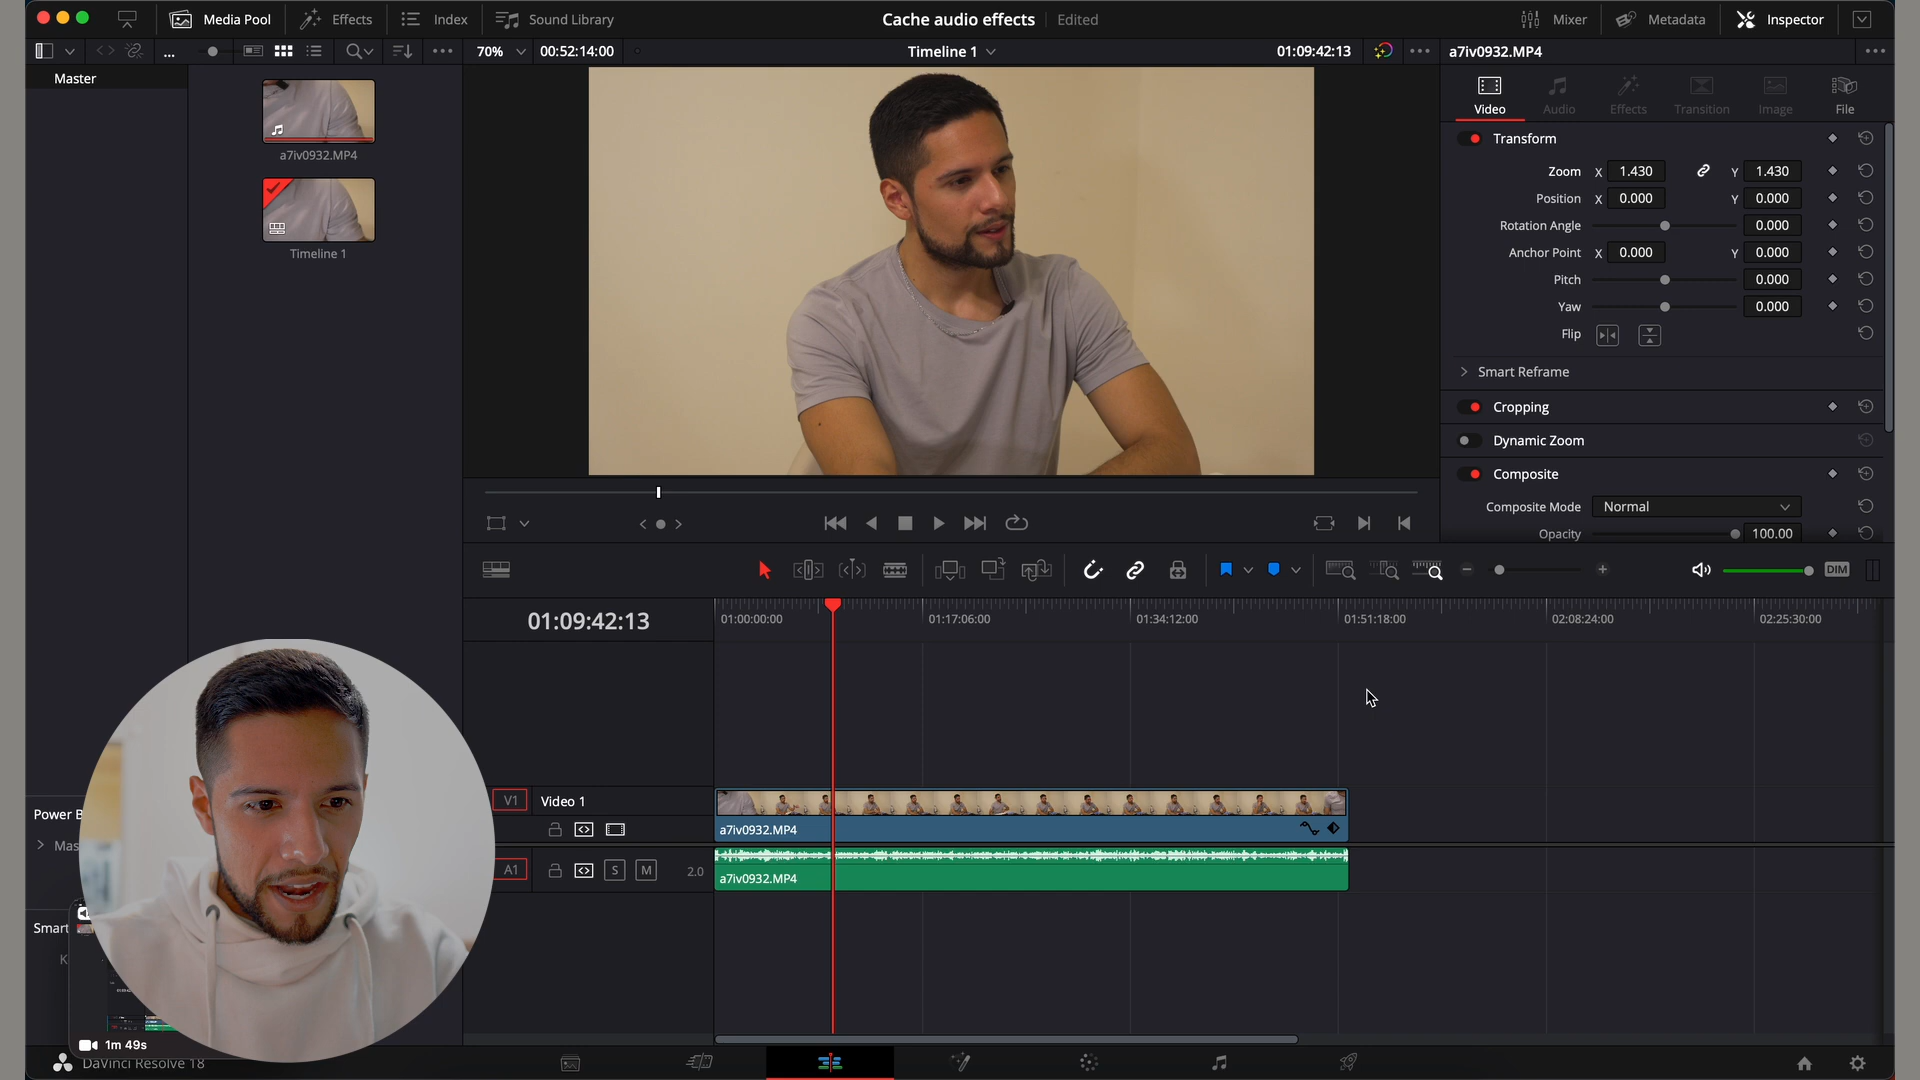 Media Pool Effects Index Sound Library Cache audio effects Edited Mixer Metadata Inspector
... 70% 00:52:14:00 Timeline 1 01:09:42:13 a7iv0932.MP4
Master
a7iv0932.MP4
Timeline 1
Video Audio Effects Transition Image File
Transform
Zoom X 1.430 Y 1.430
Position X 0.000 Y 0.000
Rotation Angle 0.000
Anchor Point X 0.000 Y 0.000
Pitch 0.000
Yaw 0.000
Flip
Smart Reframe
Cropping
Dynamic Zoom
Composite
Composite Mode Normal
Opacity 100.00
DIM
01:09:42:13 01:00:00:00 01:17:06:00 01:34:12:00 01:51:18:00 02:08:24:00 02:25:30:00
V1 Video 1
a7iv0932.MP4
A1 S M 2.0
a7iv0932.MP4
Power B
Mas
Smart
K
1m 49s
DaVinci Resolve 18